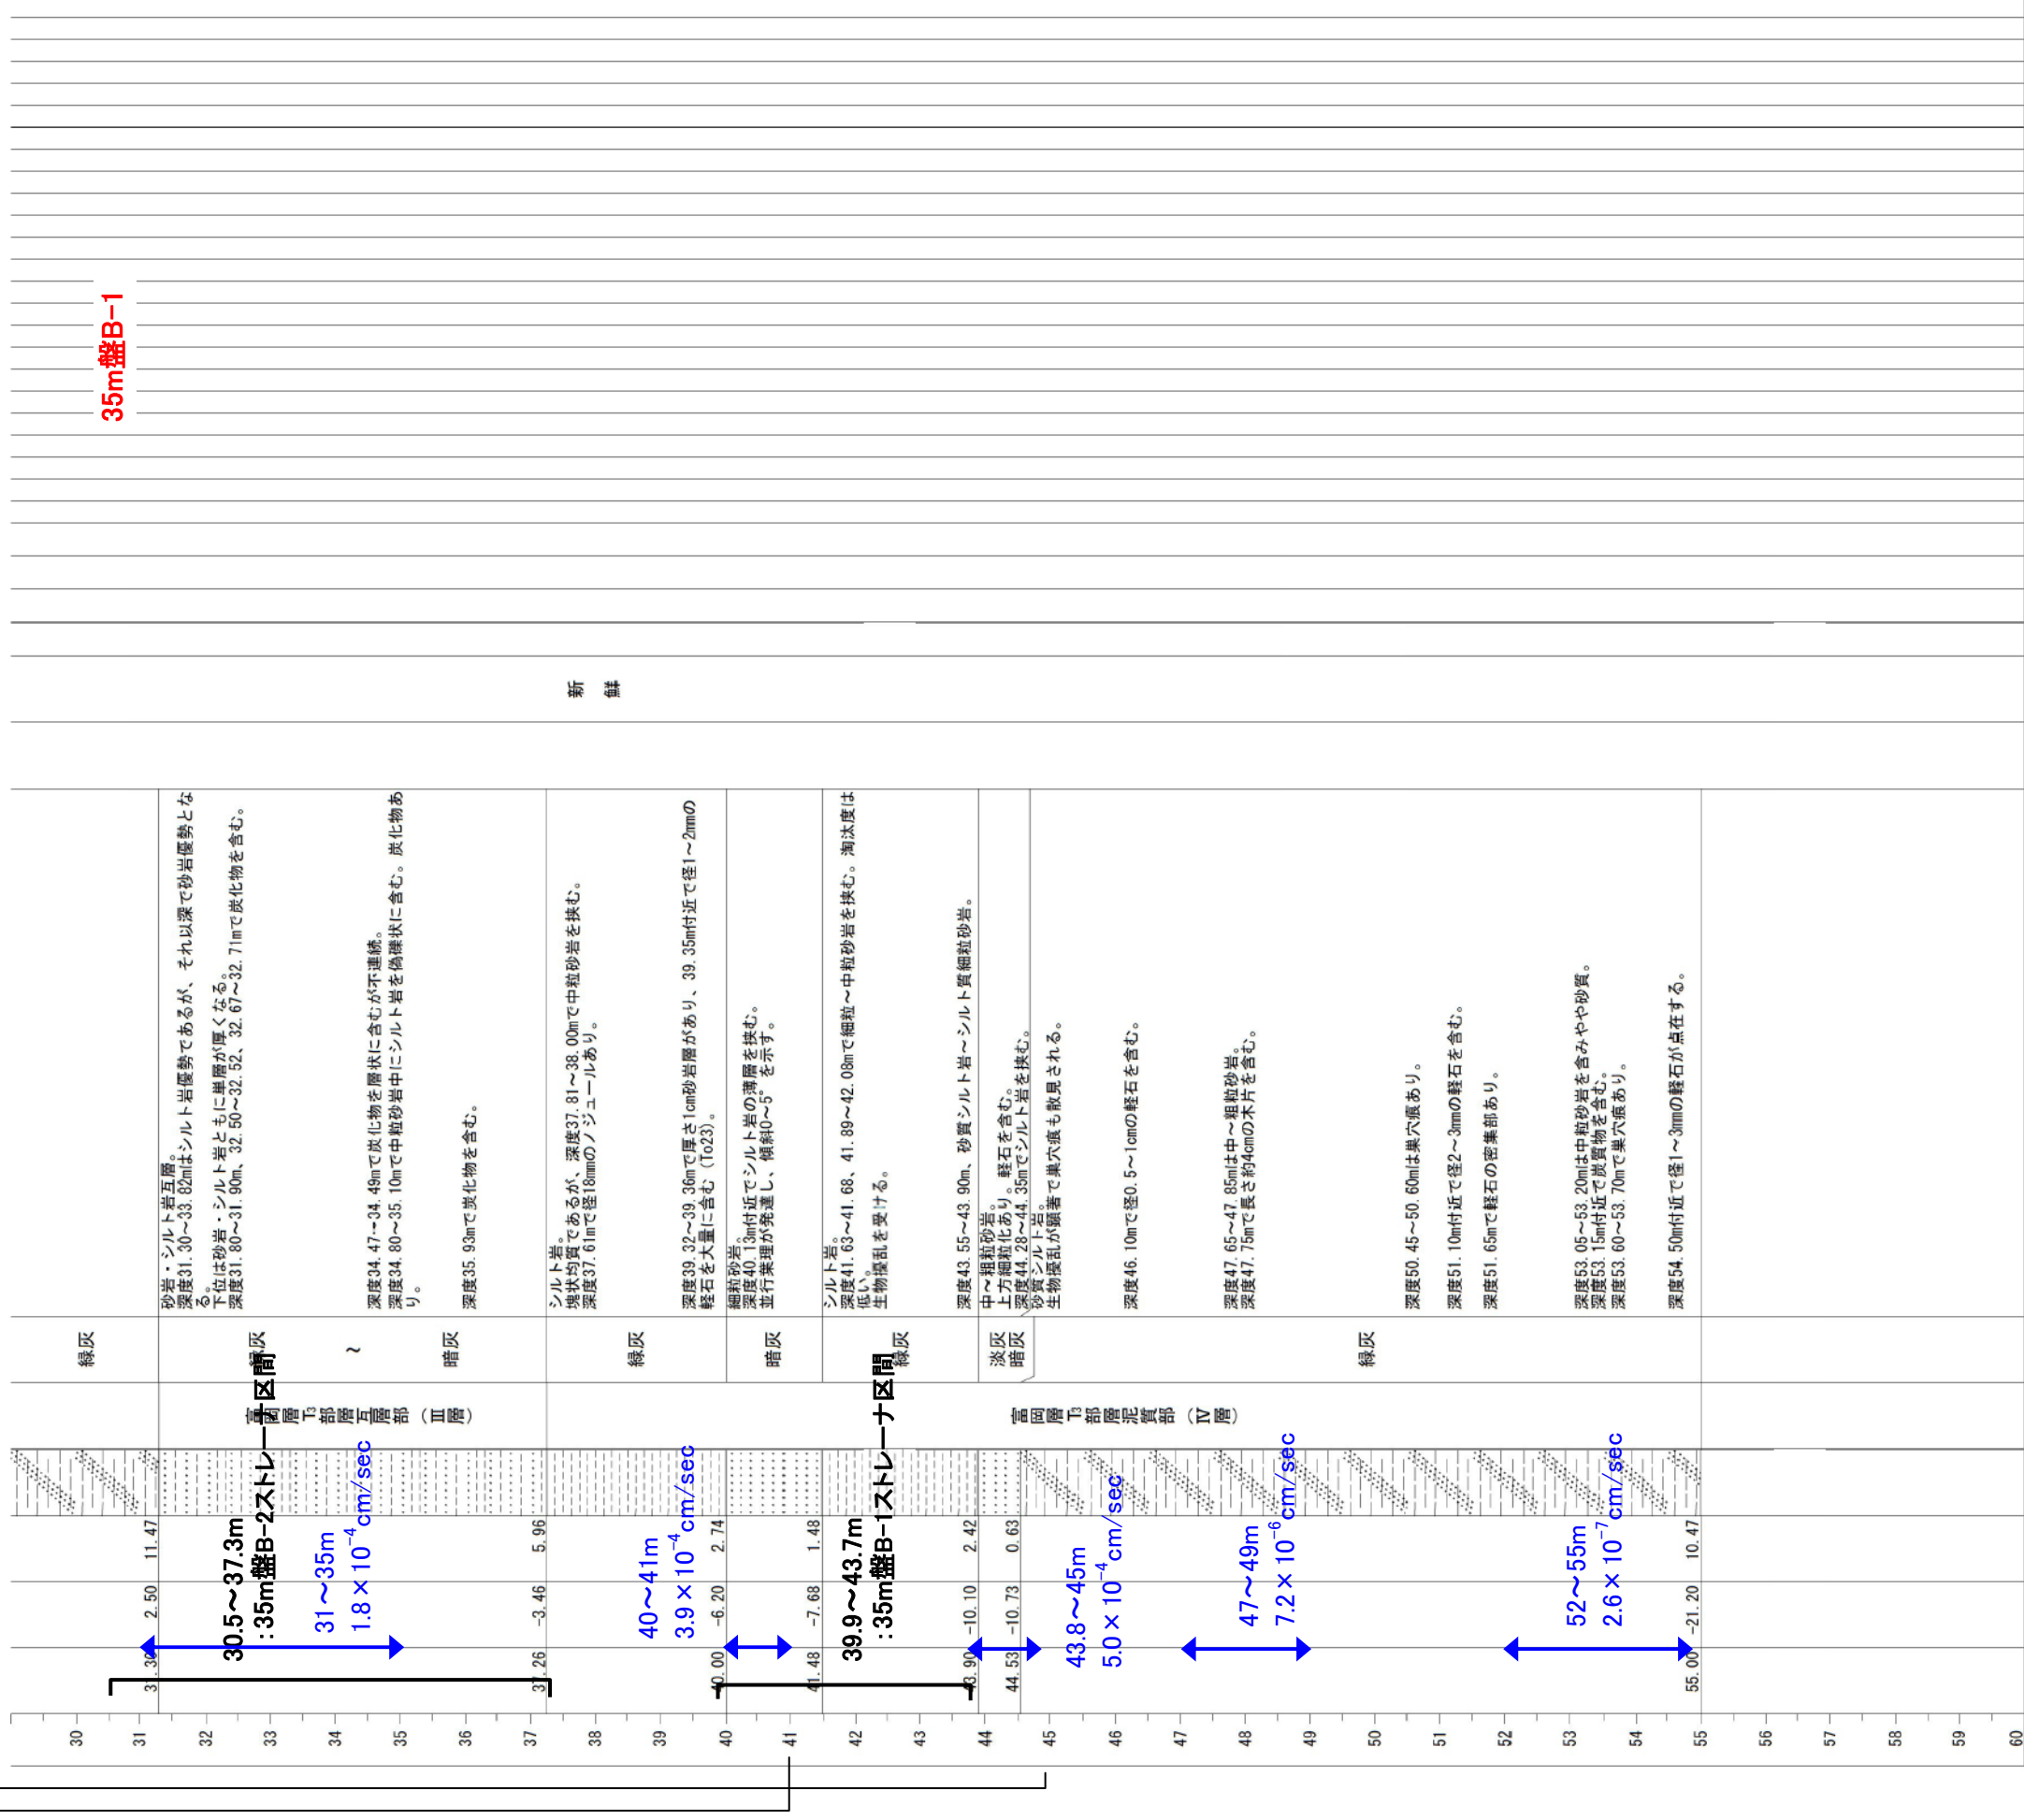 35m盤B-1
新
鮮
砂岩・シルト岩互層。
深度31.30～33.82mはシルト岩優勢であるが、それ以深で砂岩優勢とな
る。
下位は砂岩・シルト岩ともに単層が厚くなる。
深度31.80～31.90m、32.50～32.52、32.67～32.71mで炭化物を含む。
深度34.47～34.49mで炭化物を層状に含むが不連続。
深度34.80～35.10mで中粒砂岩中にシルト岩を偽礫状に含む。炭化物あ
り。
深度35.93mで炭化物を含む。
シルト岩。
塊状均質であるが、深度37.81～38.00mで中粒砂岩を挟む。
深度37.61mで径18mmのノジュールあり。
深度39.32～39.36mで厚さ1cm砂岩層があり、39.35m付近で径1～2mmの
軽石を大量に含む（To23）。
細粒砂岩。
深度40.13m付近でシルト岩の薄層を挟む。
並行葉理が発達し、傾斜0～5°を示す。
シルト岩。
深度41.63～41.68、41.89～42.08mで細粒～中粒砂岩を挟む。淘汰度は
低い。
生物擾乱を受ける。
深度43.55～43.90m、砂質シルト岩～シルト質細粒砂岩。
中～粗粒砂岩。
上方細粒化あり。軽石を含む。
深度44.28～44.35mでシルト岩を挟む。
砂質シルト岩。
生物擾乱が顕著で巣穴痕も散見される。
深度46.10mで径0.5～1cmの軽石を含む。
深度47.65～47.85mは中～粗粒砂岩。
深度47.75mで長さ約4cmの木片を含む。
深度50.45～50.60mは巣穴痕あり。
深度51.10m付近で径2～3mmの軽石を含む。
深度51.65mで軽石の密集部あり。
深度53.05～53.20mは中粒砂岩を含みやや砂質。
深度53.15m付近で炭質物を含む。
深度53.60～53.70mで巣穴痕あり。
深度54.50m付近で径1～3mmの軽石が点在する。
緑灰
緑灰
～
暗灰
緑灰
暗灰
緑灰
淡灰
暗灰
緑灰
富岡層T3部層互層部（Ⅲ層）
富岡層T3部層泥質部（Ⅳ層）
11.47
5.96
2.74
1.48
2.42
0.63
10.47
2.50
-3.46
-6.20
-7.68
-10.10
-10.73
-21.20
31.30
37.26
40.00
41.48
43.90
44.53
55.00
30.5～37.3m
：35m盤B-2ストレーナ区間
31～35m
1.8×10⁻⁴cm/sec
40～41m
3.9×10⁻⁴cm/sec
39.9～43.7m
：35m盤B-1ストレーナ区間
43.8～45m
5.0×10⁻⁴cm/sec
47～49m
7.2×10⁻⁶cm/sec
52～55m
2.6×10⁻⁷cm/sec
30
31
32
33
34
35
36
37
38
39
40
41
42
43
44
45
46
47
48
49
50
51
52
53
54
55
56
57
58
59
60